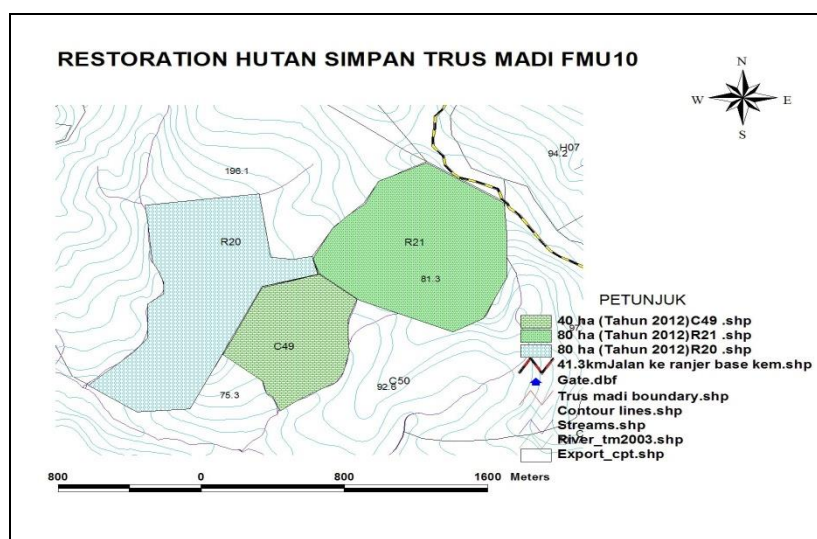 RESTORATION HUTAN SIMPAN TRUS MADI FMU10
N
W E
S
H07
94.2
196.1
R20
R21
81.3
C49
75.3
C50
92.6
97
C
PETUNJUK
40 ha (Tahun 2012)C49 .shp
80 ha (Tahun 2012)R21 .shp
80 ha (Tahun 2012)R20 .shp
41.3kmJalan ke ranjer base kem.shp
Gate.dbf
Trus madi boundary.shp
Contour lines.shp
Streams.shp
River_tm2003.shp
Export_cpt.shp
800 0 800 1600 Meters